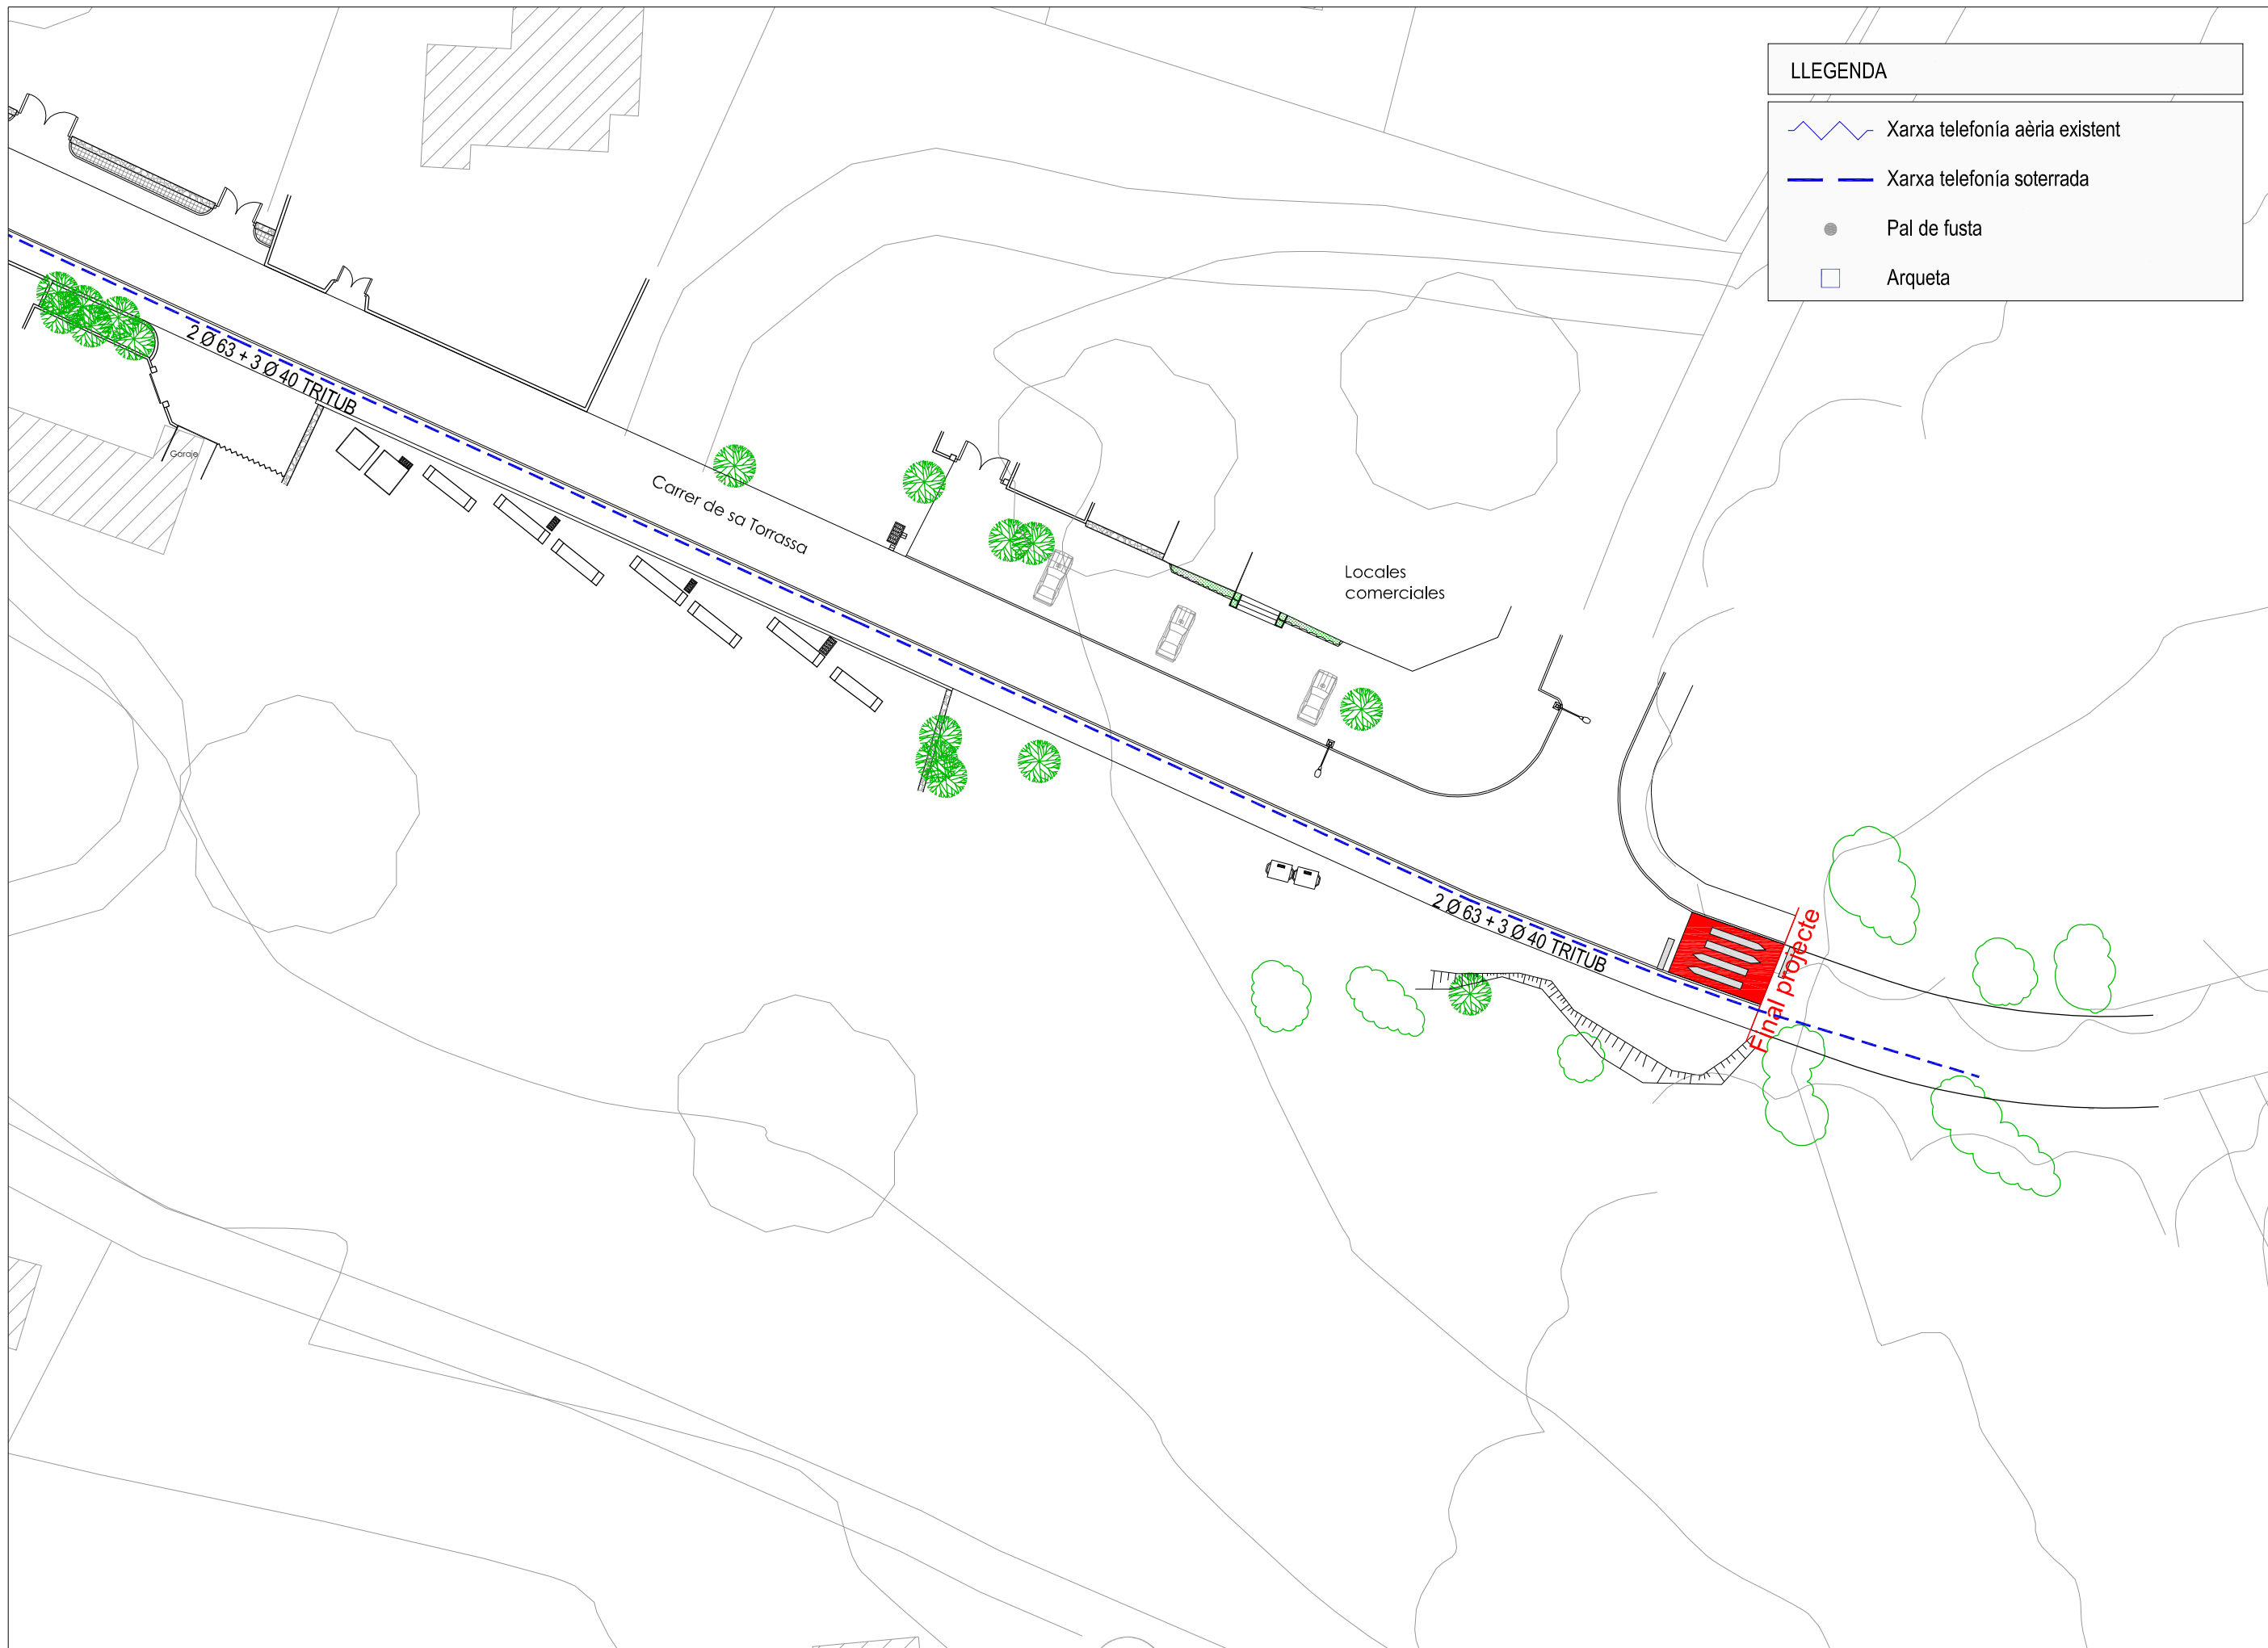 LLEGENDA
Xarxa telefonía aèria existent
Xarxa telefonía soterrada
Pal de fusta
Arqueta
2 Ø 63 + 3 Ø 40 TRITUB
Garaje
Carrer de sa Torrassa
Locales
comerciales
2 Ø 63 + 3 Ø 40 TRITUB
Final projecte